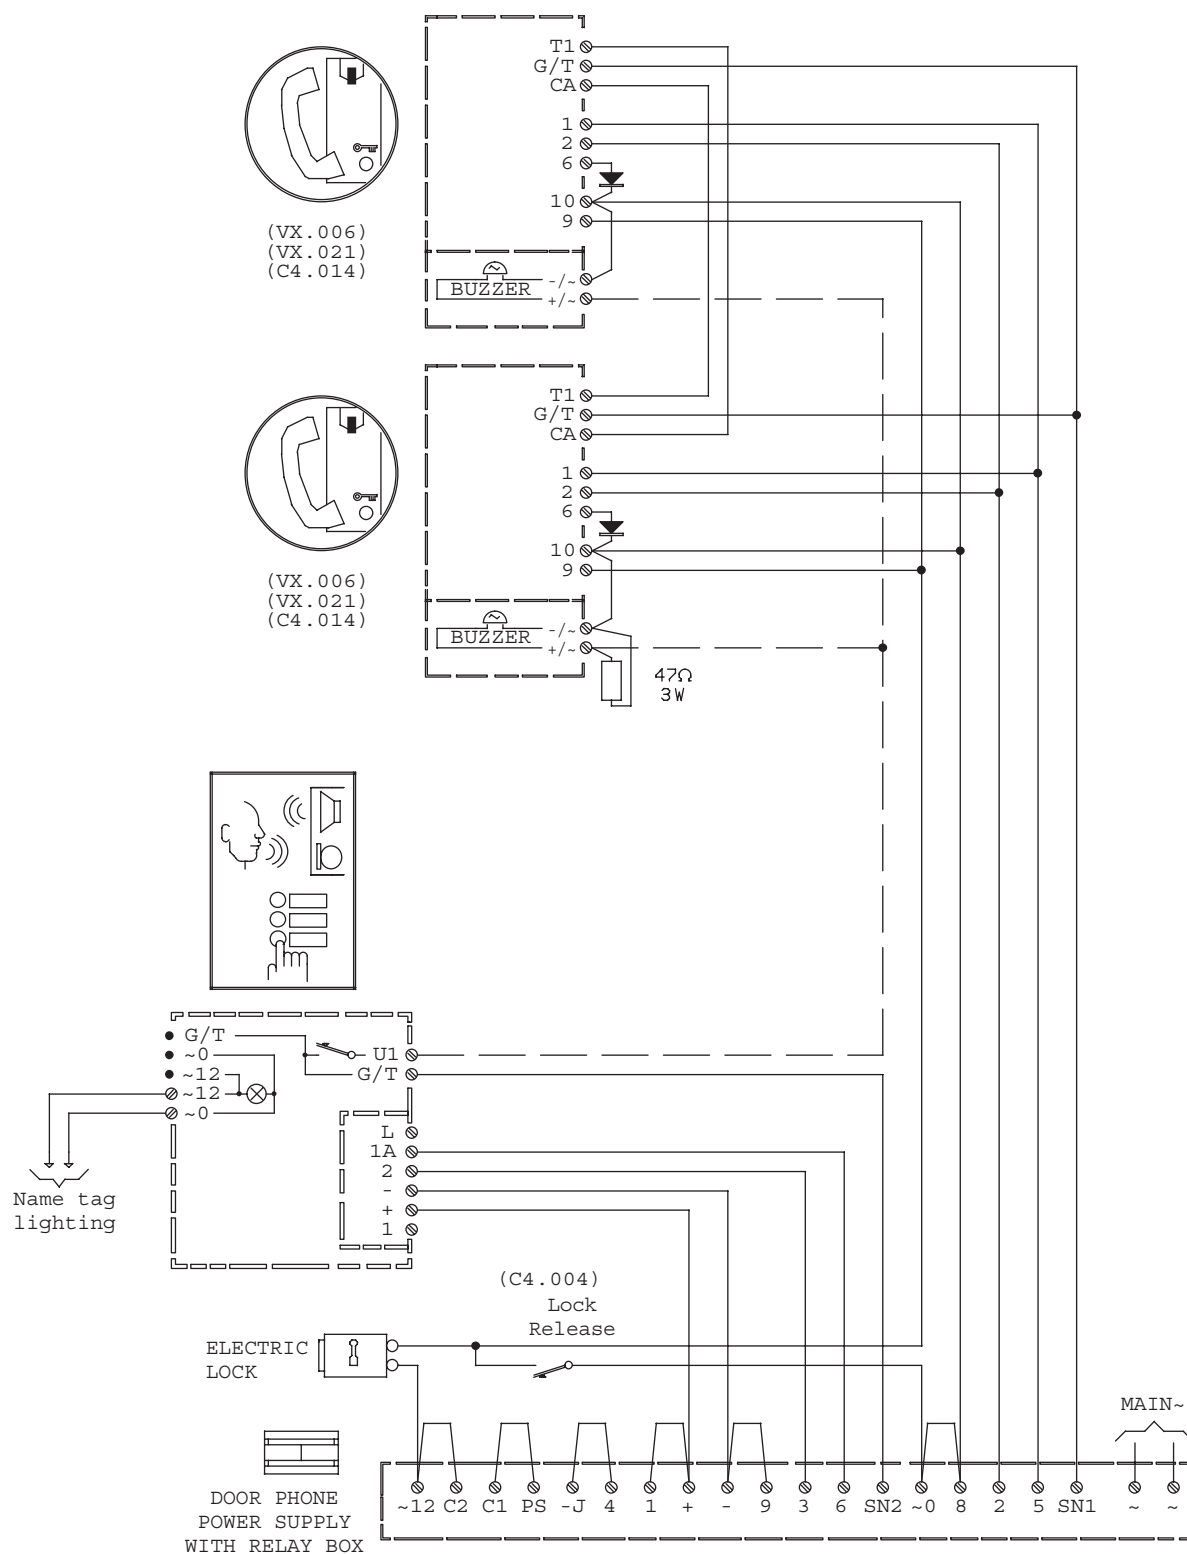 T1
G/T
CA
1
2
6
10
9
(VX.006)
(VX.021)
(C4.014)
BUZZER
-/~
+/~
T1
G/T
CA
1
2
6
10
9
(VX.006)
(VX.021)
(C4.014)
BUZZER
-/~
+/~
47Ω
3W
G/T
~0
~12
~12
~0
U1
G/T
L
1A
2
-
+
1
Name tag
lighting
(C4.004)
Lock
Release
ELECTRIC
LOCK
MAIN~
~12 C2 C1 PS -J 4 1 + - 9 3 6 SN2 ~0 8 2 5 SN1 ~ ~
DOOR PHONE
POWER SUPPLY
WITH RELAY BOX